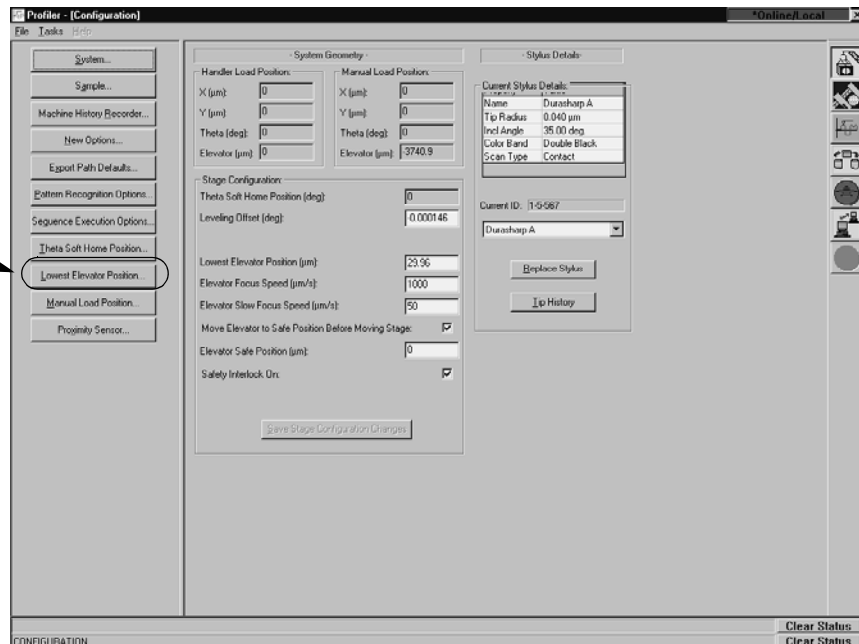 Profiler - [Configuration]
*Online/Local
File Tasks Help
System...
Sample...
Machine History Recorder...
New Options...
Export Path Defaults...
Pattern Recognition Options...
Sequence Execution Options...
Theta Soft Home Position...
Lowest Elevator Position...
Manual Load Position...
Proximity Sensor...
- System Geometry -
Handler Load Position:
X (µm): 0
Y (µm): 0
Theta (deg): 0
Elevator (µm): 0
Manual Load Position:
X (µm): 0
Y (µm): 0
Theta (deg): 0
Elevator (µm): -3740.9
Stage Configuration:
Theta Soft Home Position (deg): 0
Leveling Offset (deg): -0.000146
Lowest Elevator Position (µm): 29.96
Elevator Focus Speed (µm/s): 1000
Elevator Slow Focus Speed (µm/s): 50
Move Elevator to Safe Position Before Moving Stage:
Elevator Safe Position (µm): 0
Safety Interlock On:
Save Stage Configuration Changes
- Stylus Details-
Current Stylus Details:
Name Durasharp A
Tip Radius 0.040 µm
Incl Angle 35.00 deg.
Color Band Double Black
Scan Type Contact
Current ID: 1-5-567
Durasharp A
Replace Stylus
Tip History
Clear Status
CONFIGURATION
Clear Status